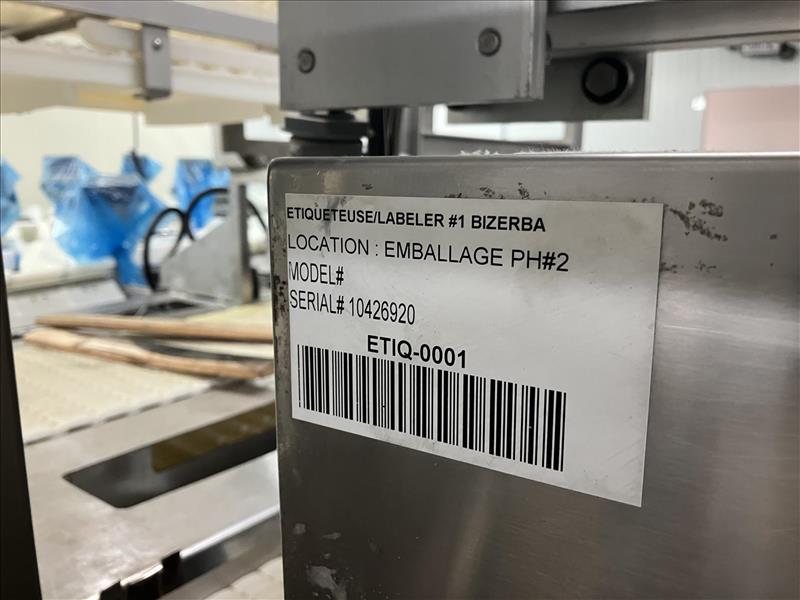 ETIQUETEUSE/LABELER #1 BIZERBA
LOCATION : EMBALLAGE PH#2
MODEL#
SERIAL# 10426920
ETIQ-0001